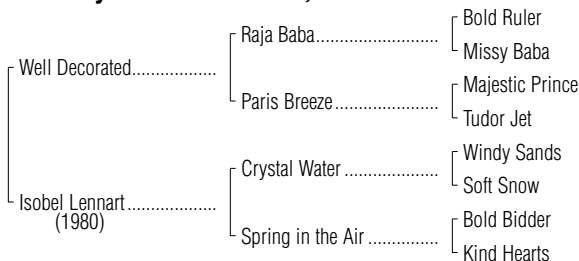 Bold Ruler
Raja Baba
Missy Baba
Well Decorated
Majestic Prince
Paris Breeze
Tudor Jet
Windy Sands
Crystal Water
Soft Snow
Isobel Lennart
(1980)
Bold Bidder
Spring in the Air
Kind Hearts